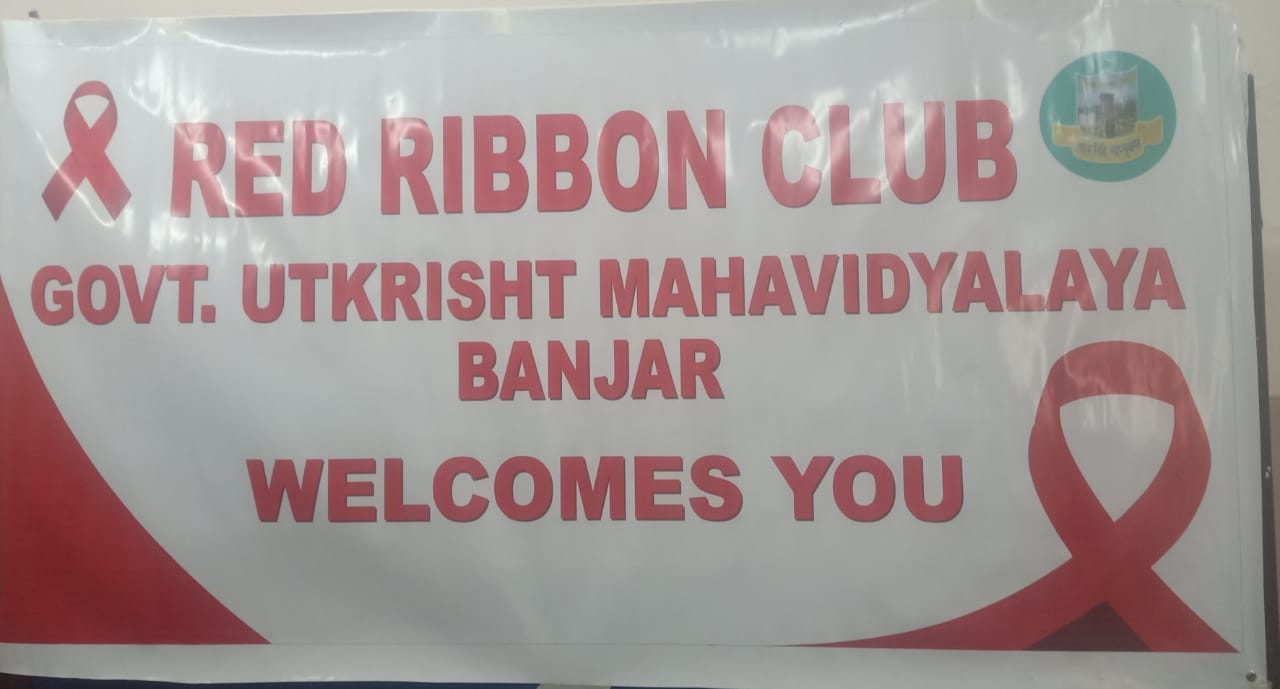 RED RIBBON CLUB
GOVT. UTKRISHT MAHAVIDYALAYA
BANJAR
WELCOMES YOU